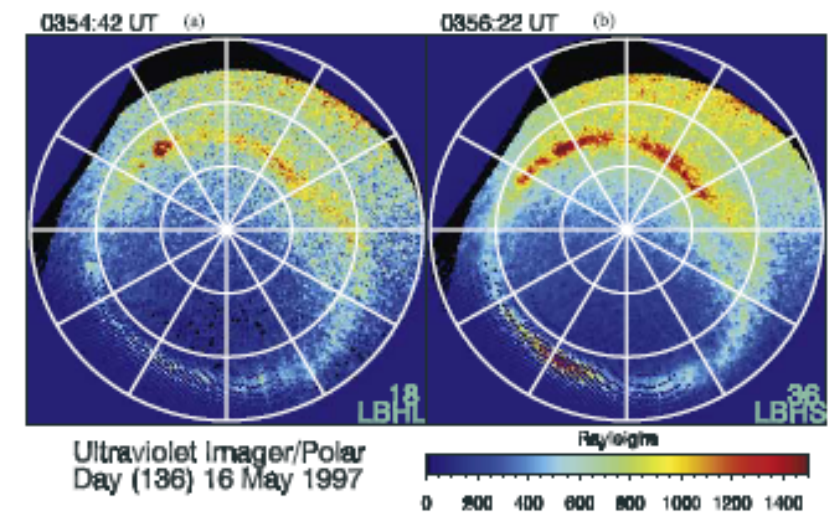 0354:42 UT (a)
0356:22 UT (b)
18
LBHL
36
LBHS
Ultraviolet Imager/Polar
Day (136) 16 May 1997
Rayleighs
0 200 400 600 800 1000 1200 1400